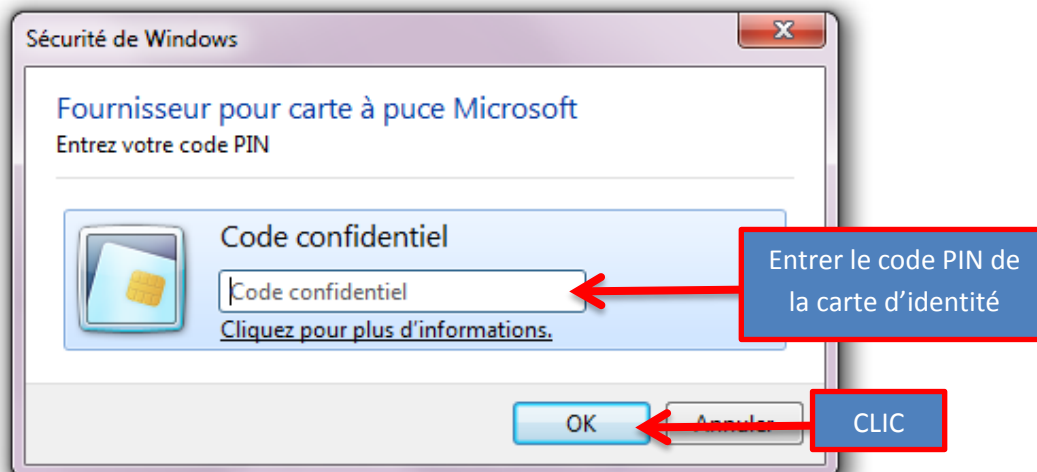 Sécurité de Windows
Fournisseur pour carte à puce Microsoft
Entrez votre code PIN
Code confidentiel
Code confidentiel
Cliquez pour plus d'informations.
Entrer le code PIN de
la carte d’identité
OK
Annuler
CLIC